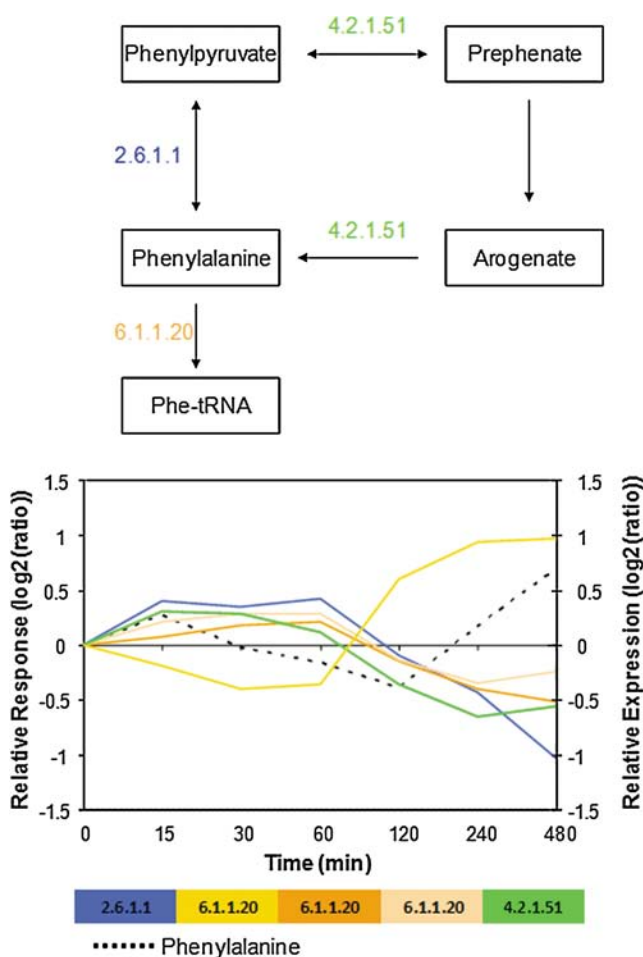 4.2.1.51
Phenylpyruvate
Prephenate
2.6.1.1
4.2.1.51
Phenylalanine
Arogenate
6.1.1.20
Phe-tRNA
Relative Response (log2(ratio))
Relative Expression (log2(ratio))
1.5 1.5
1 1
0.5 0.5
0 0
-0.5 -0.5
-1 -1
-1.5 -1.5
0 15 30 60 120 240 480
Time (min)
2.6.1.1 6.1.1.20 6.1.1.20 6.1.1.20 4.2.1.51
Phenylalanine